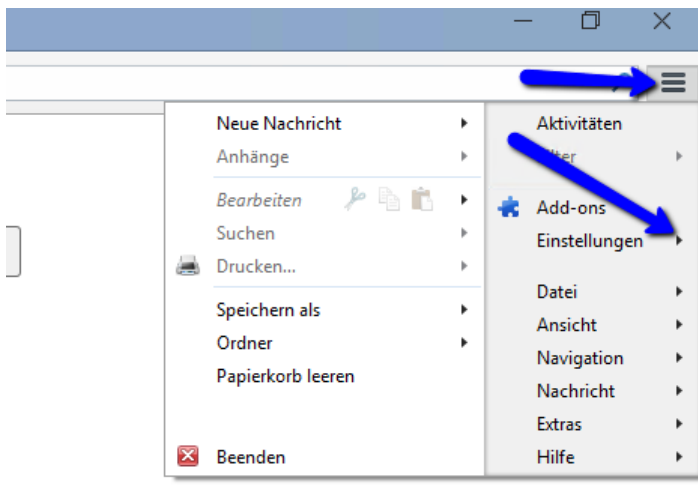 Neue Nachricht
Anhänge
Bearbeiten
Suchen
Drucken...
Speichern als
Ordner
Papierkorb leeren
Beenden
Aktivitäten
Add-ons
Einstellungen
Datei
Ansicht
Navigation
Nachricht
Extras
Hilfe